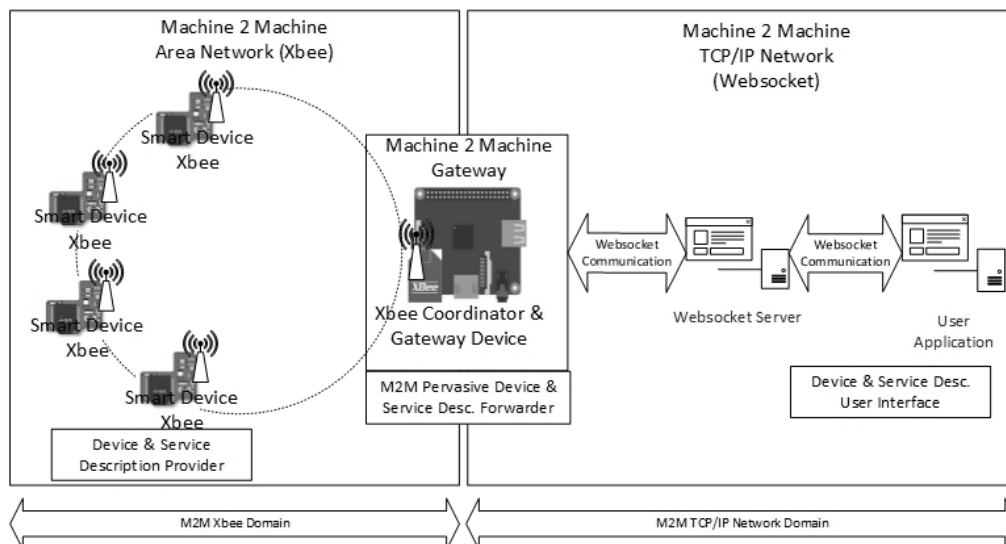 Machine 2 Machine
Area Network (Xbee)
Machine 2 Machine
TCP/IP Network
(Websocket)
Smart Device
Xbee
Smart Device
Xbee
Smart Device
Xbee
Smart Device
Xbee
Machine 2 Machine
Gateway
XBee
Xbee Coordinator &
Gateway Device
Websocket
Communication
Websocket
Communication
Websocket Server
User
Application
M2M Pervasive Device &
Service Desc. Forwarder
Device & Service Desc.
User Interface
Device & Service
Description Provider
M2M Xbee Domain
M2M TCP/IP Network Domain